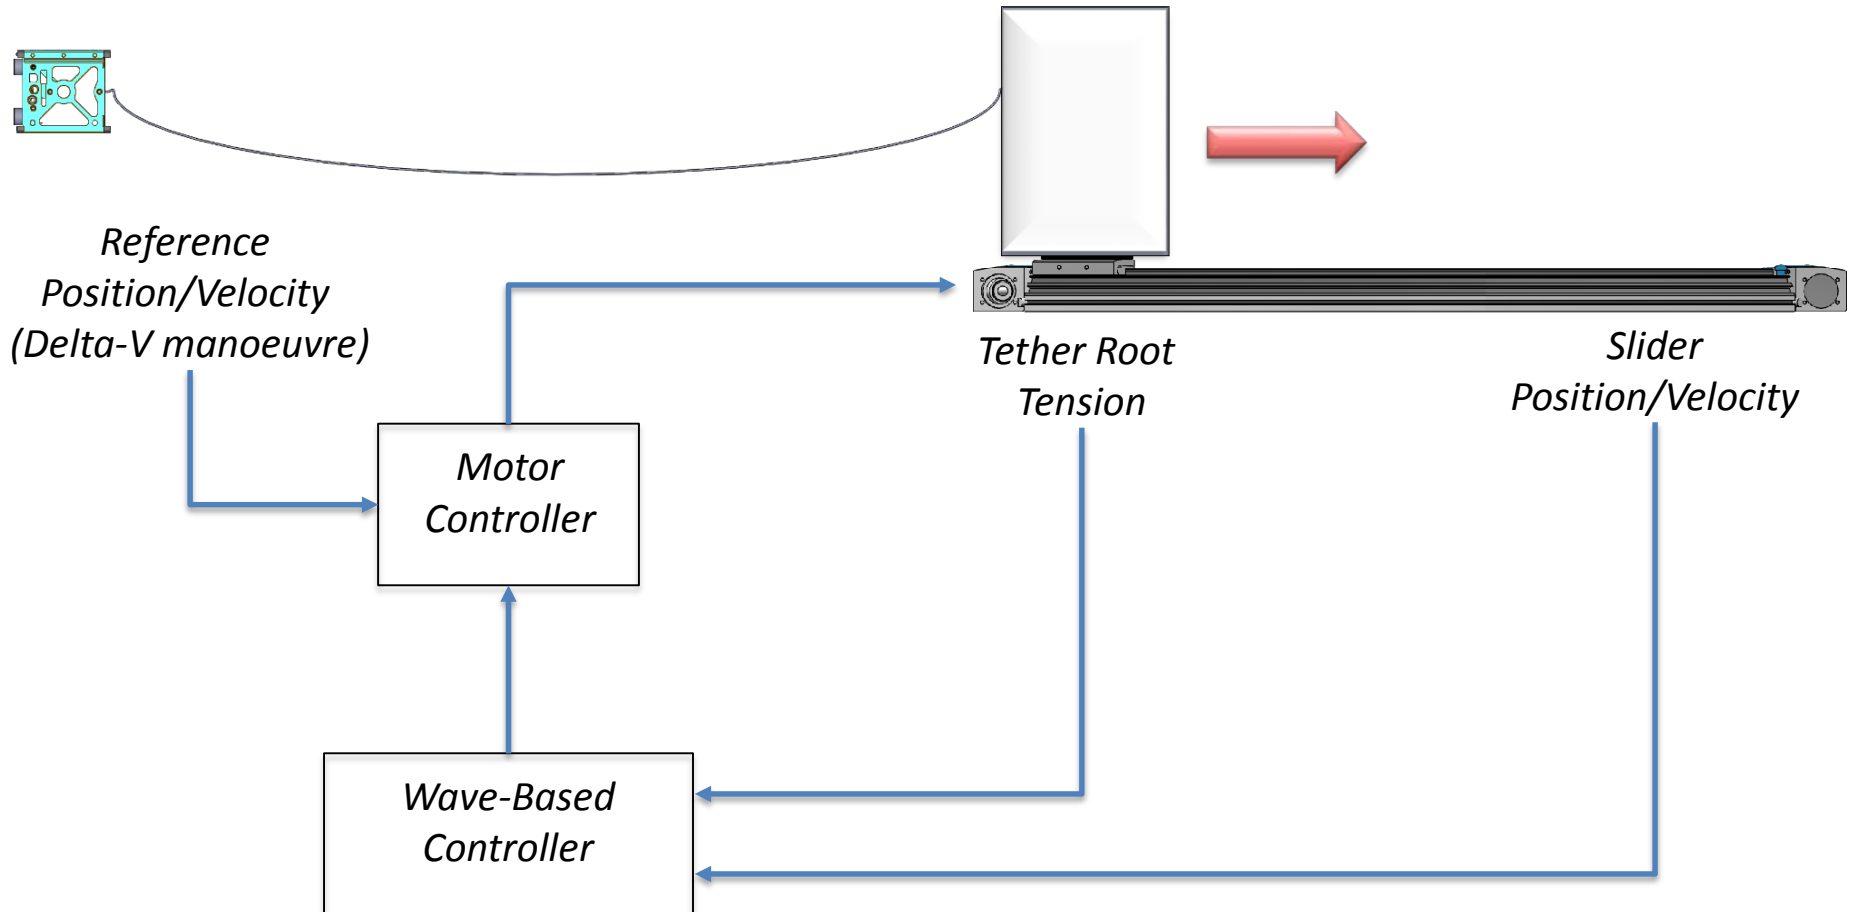 Reference
Position/Velocity
(Delta-V manoeuvre)
Tether Root
Tension
Slider
Position/Velocity
Motor
Controller
Wave-Based
Controller